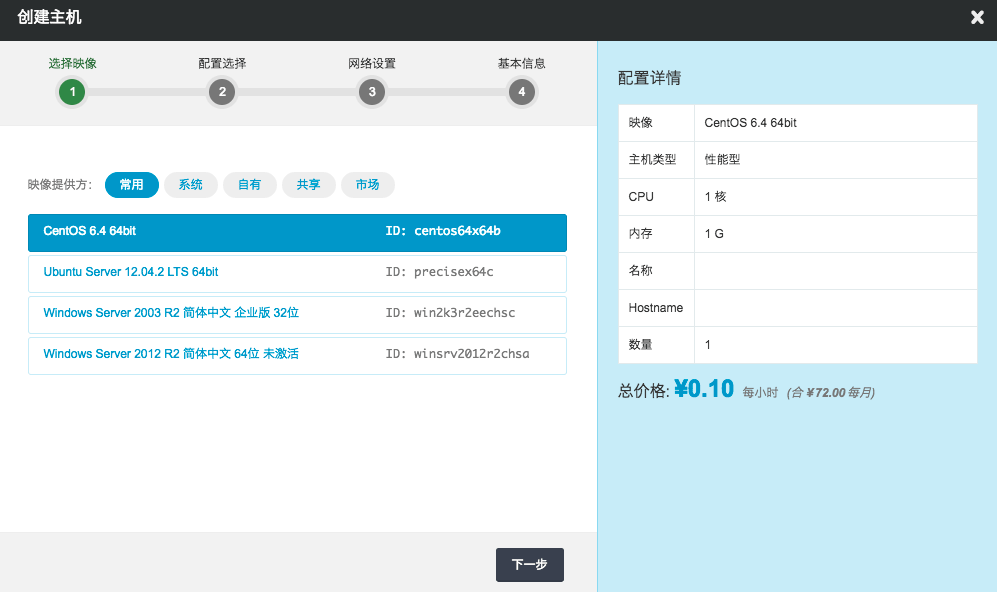 创建主机
选择映像 配置选择 网络设置 基本信息
1 2 3 4
映像提供方: 常用 系统 自有 共享 市场
CentOS 6.4 64bit ID: centos64x64b
Ubuntu Server 12.04.2 LTS 64bit ID: precisex64c
Windows Server 2003 R2 简体中文 企业版 32位 ID: win2k3r2eechsc
Windows Server 2012 R2 简体中文 64位 未激活 ID: winsrv2012r2chsa
下一步
配置详情
映像 CentOS 6.4 64bit
主机类型 性能型
CPU 1 核
内存 1 G
名称
Hostname
数量 1
总价格: ¥0.10 每小时 (合 ¥72.00 每月)